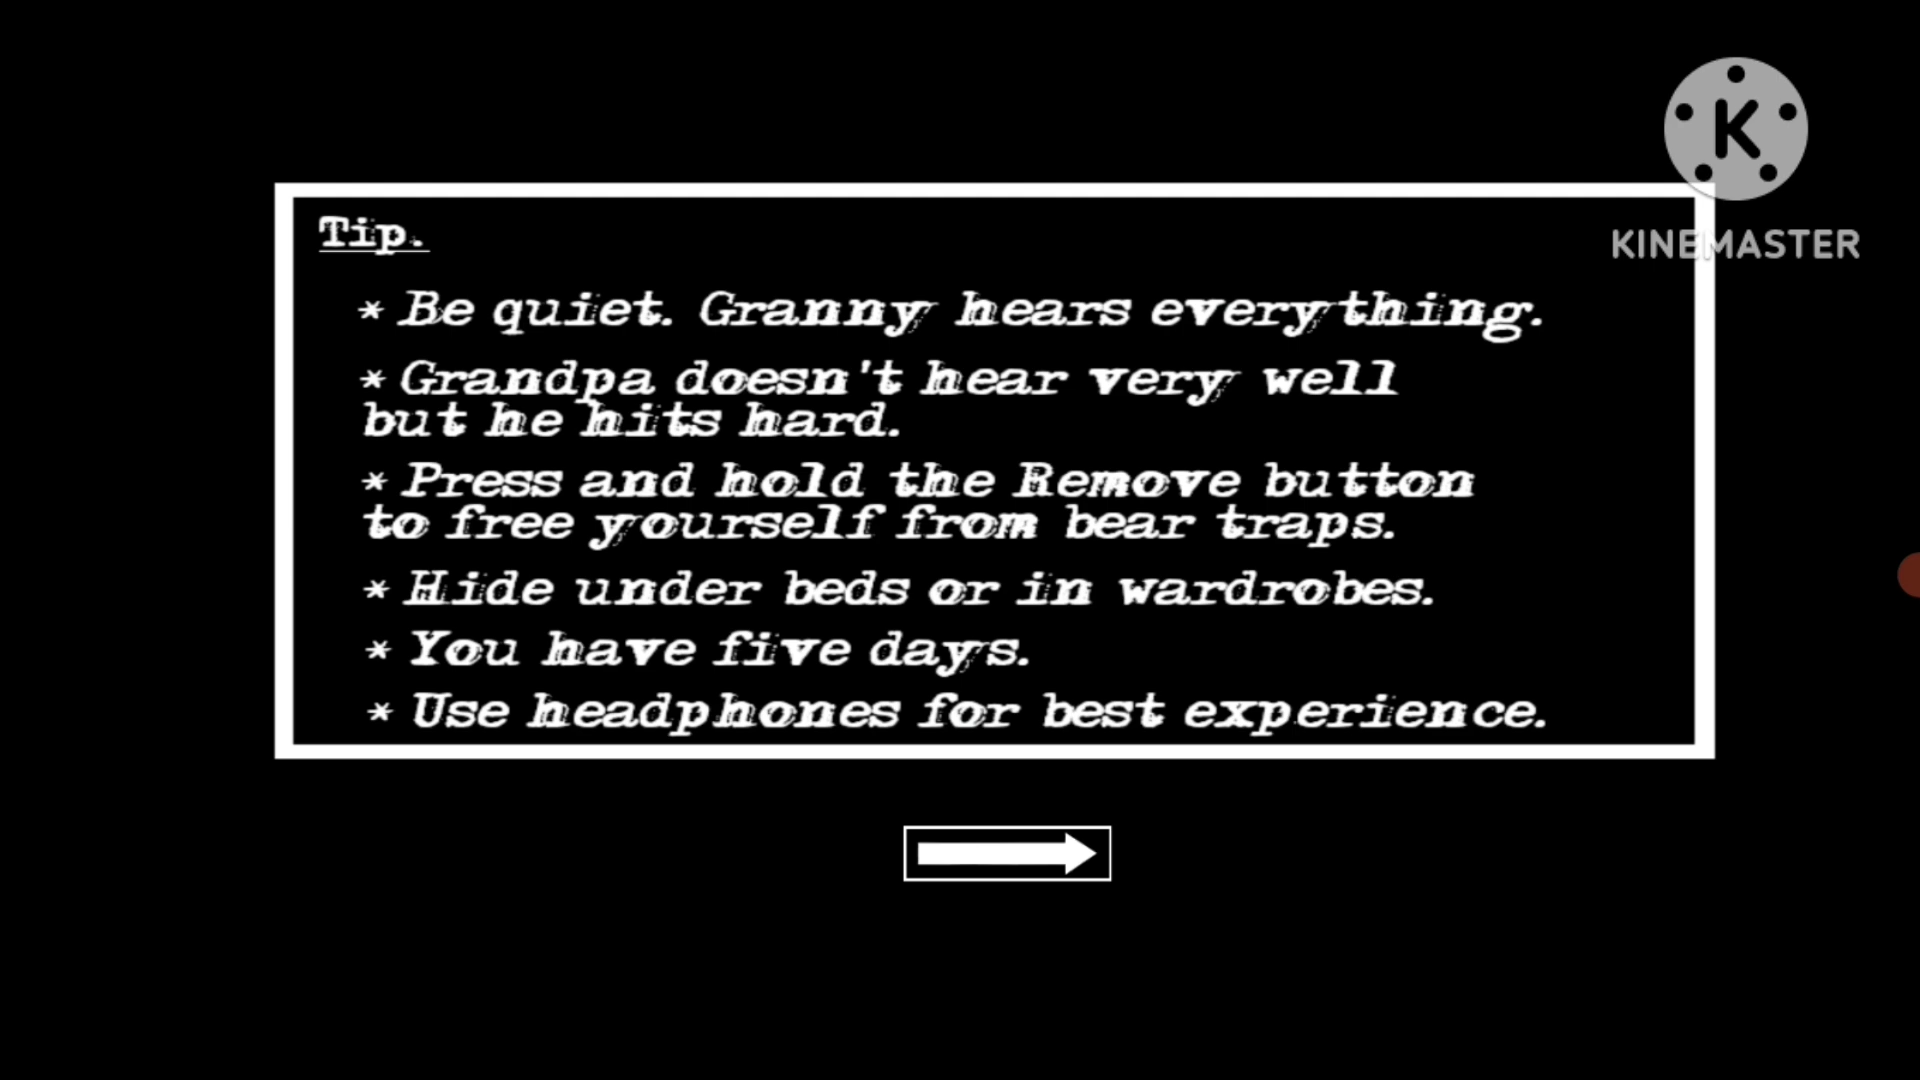 K
KINEMASTER
Tip.
* Be quiet. Granny hears everything.
* Grandpa doesn't hear very well
but he hits hard.
* Press and hold the Remove button
to free yourself from bear traps.
* Hide under beds or in wardrobes.
* You have five days.
* Use headphones for best experience.